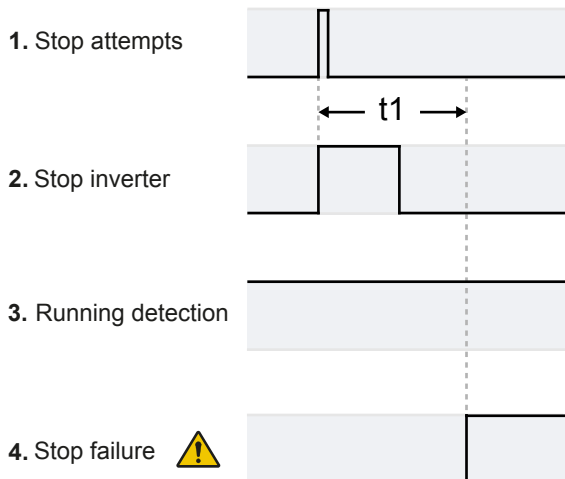 1. Stop attempts
t1
2. Stop inverter
3. Running detection
4. Stop failure